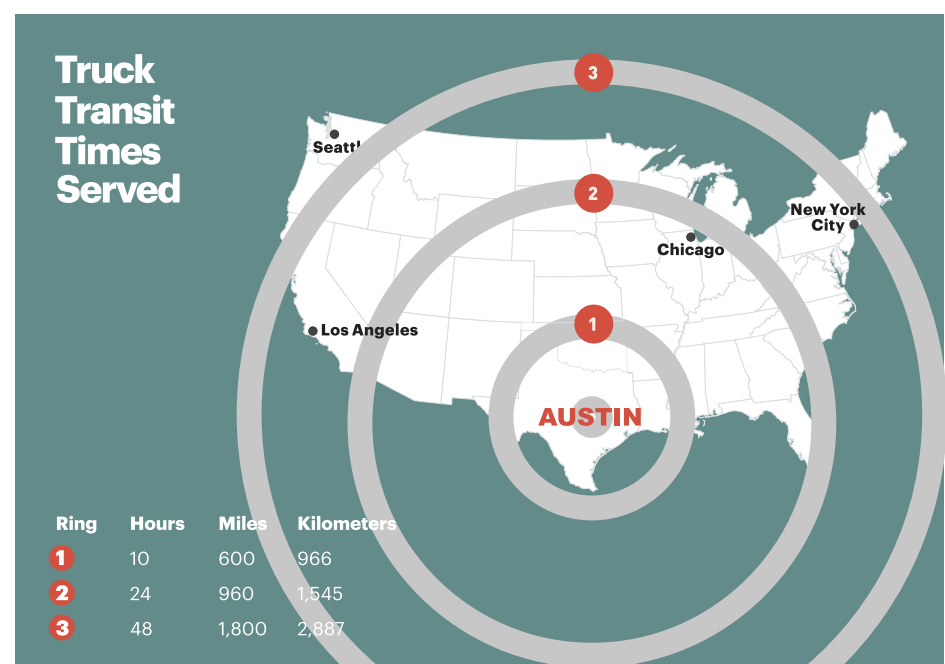 Truck
Transit
Times
Served
3
Seattl
2
New York
City
Chicago
1
Los Angeles
AUSTIN
Ring Hours Miles Kilometers
1 10 600 966
2 24 960 1,545
3 48 1,800 2,887